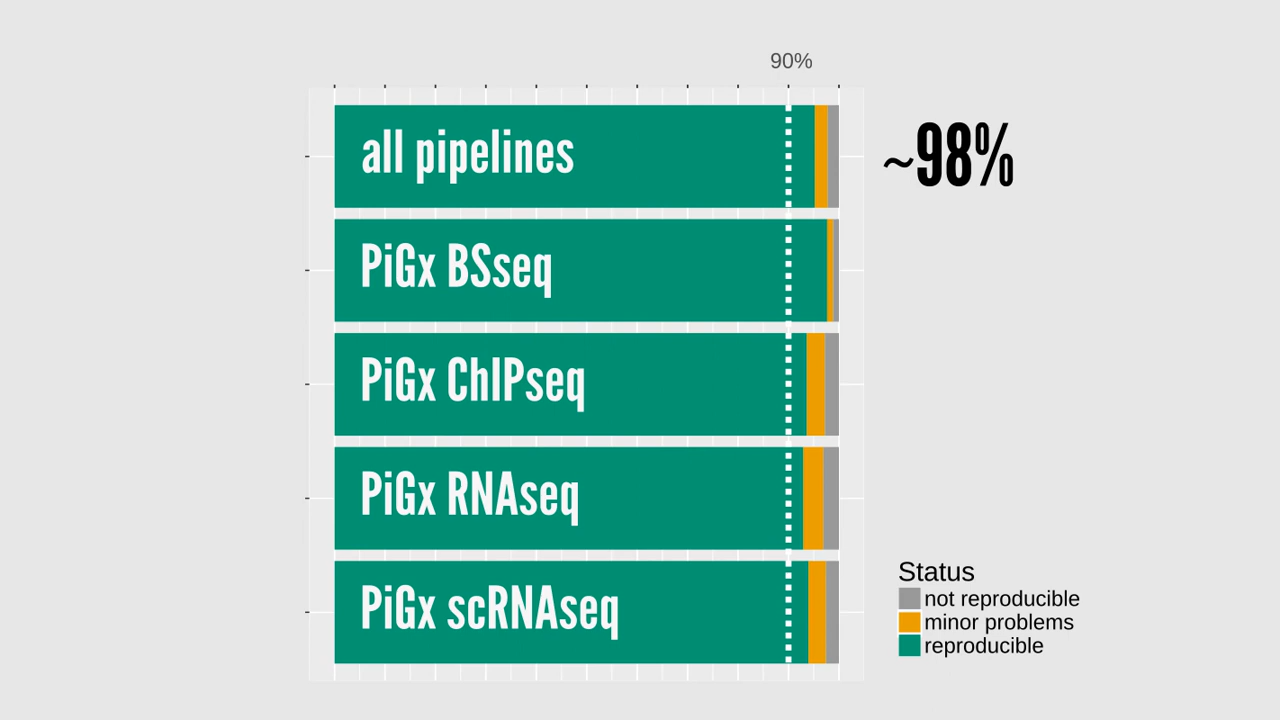 90%
all pipelines
~98%
PiGx BSseq
PiGx ChIPseq
PiGx RNAseq
PiGx scRNAseq
Status
not reproducible
minor problems
reproducible